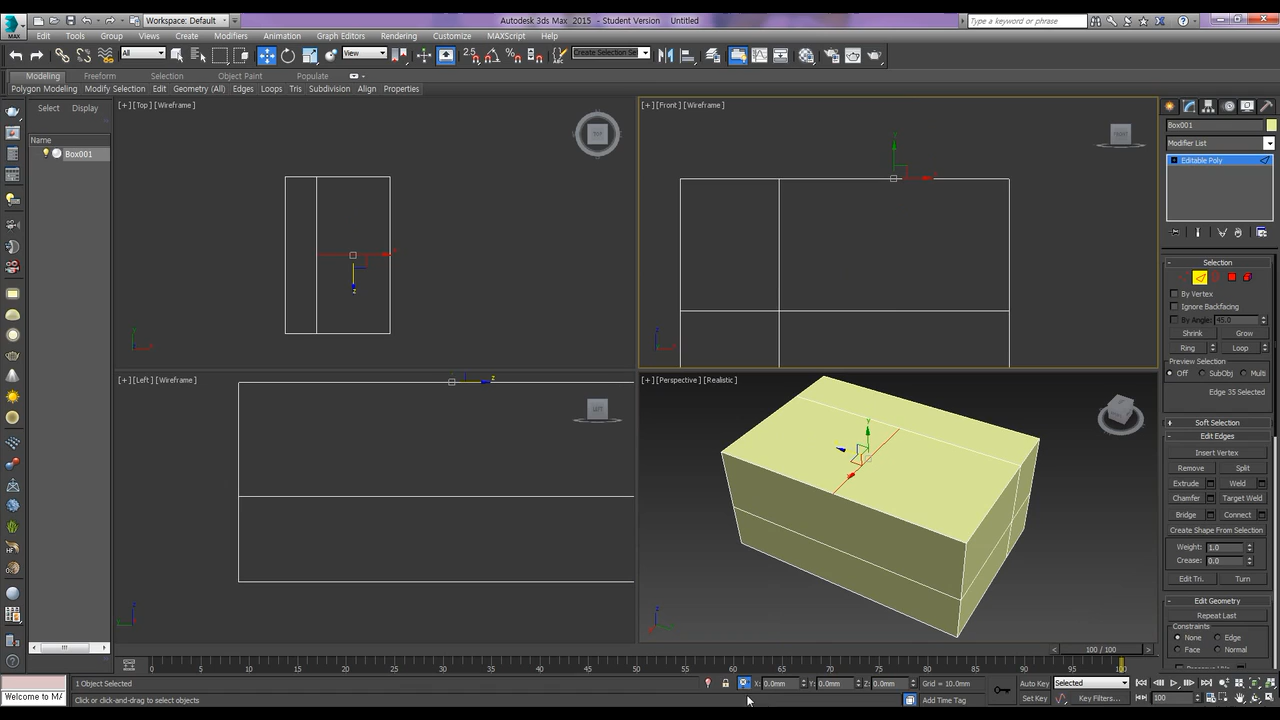 MAX
Workspace: Default
Autodesk 3ds Max 2015 - Student Version Untitled
Type a keyword or phrase
Edit Tools Group Views Create Modifiers Animation Graph Editors Rendering Customize MAXScript Help
All
View
Create Selection Se
Modeling Freeform Selection Object Paint Populate
Polygon Modeling Modify Selection Edit Geometry (All) Edges Loops Tris Subdivision Align Properties
Select Display
Name
Box001
[+] [Top] [Wireframe]
TOP
[+] [Front] [Wireframe]
FRONT
[+] [Left] [Wireframe]
LEFT
[+] [Perspective] [Realistic]
Box001
Modifier List
Editable Poly
Selection
By Vertex
Ignore Backfacing
By Angle: 45.0
Shrink Grow
Ring Loop
Preview Selection
Off SubObj Multi
Edge 35 Selected
Soft Selection
Edit Edges
Insert Vertex
Remove Split
Extrude Weld
Chamfer Target Weld
Bridge Connect
Create Shape From Selection
Weight: 1.0
Crease: 0.0
Edit Tri. Turn
Edit Geometry
Repeat Last
Constraints
None Edge
Face Normal
100 / 100
0 5 10 15 20 25 30 35 40 45 50 55 60 65 70 75 80 85 90 95 100
1 Object Selected
X: 0.0mm Y: 0.0mm Z: 0.0mm Grid = 10.0mm
Auto Key Selected
Welcome to MA
Click or click-and-drag to select objects
Add Time Tag
Set Key Key Filters... 100